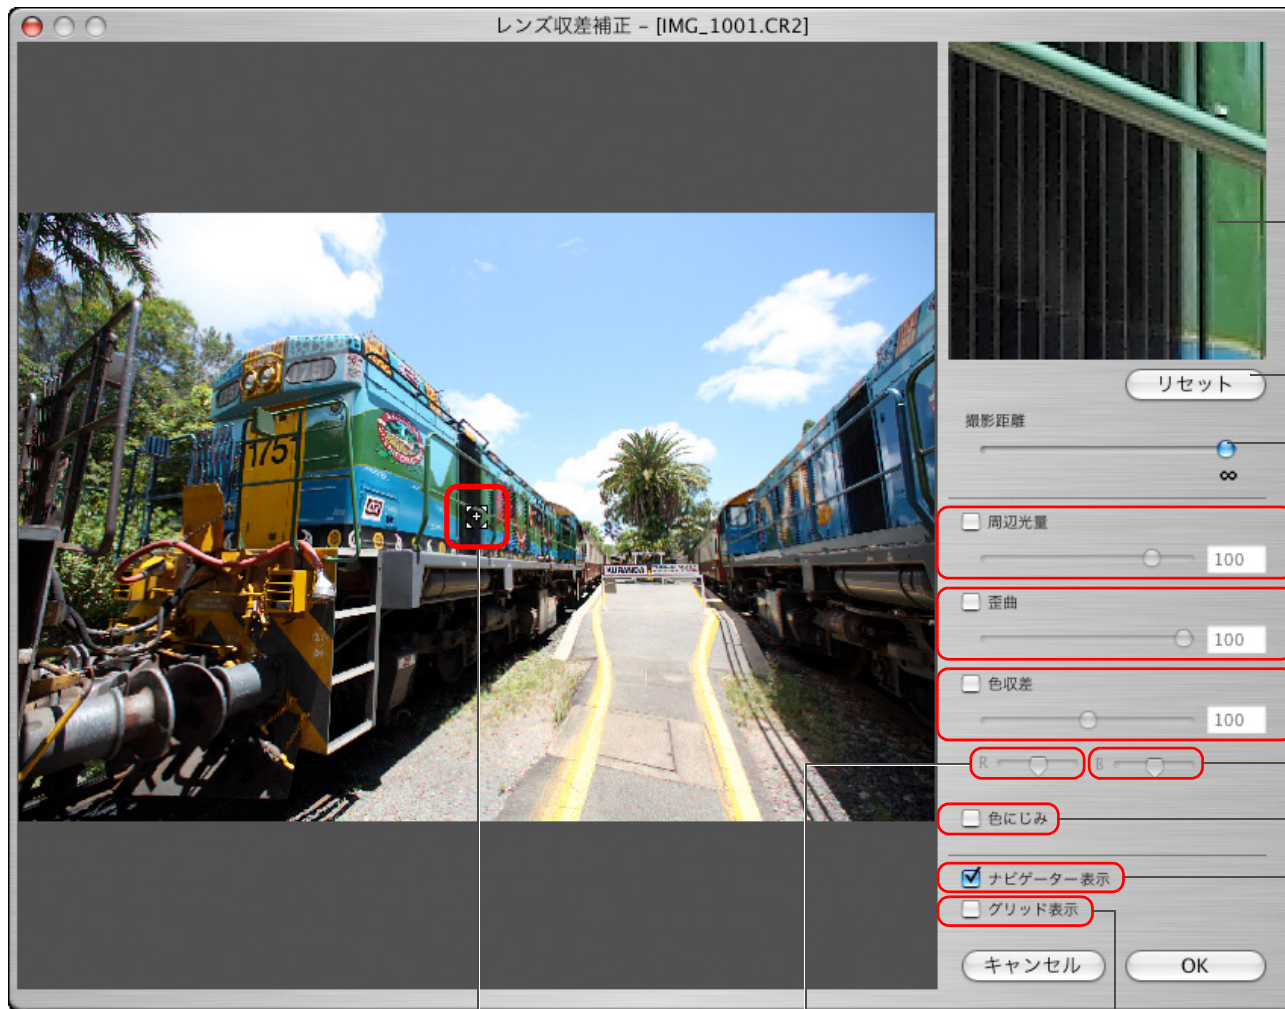 レンズ収差補正 – [IMG_1001.CR2]
175
KURANDA
リセット
撮影距離
∞
周辺光量
100
歪曲
100
色収差
100
R
B
色にじみ
ナビゲーター表示
グリッド表示
キャンセル
OK